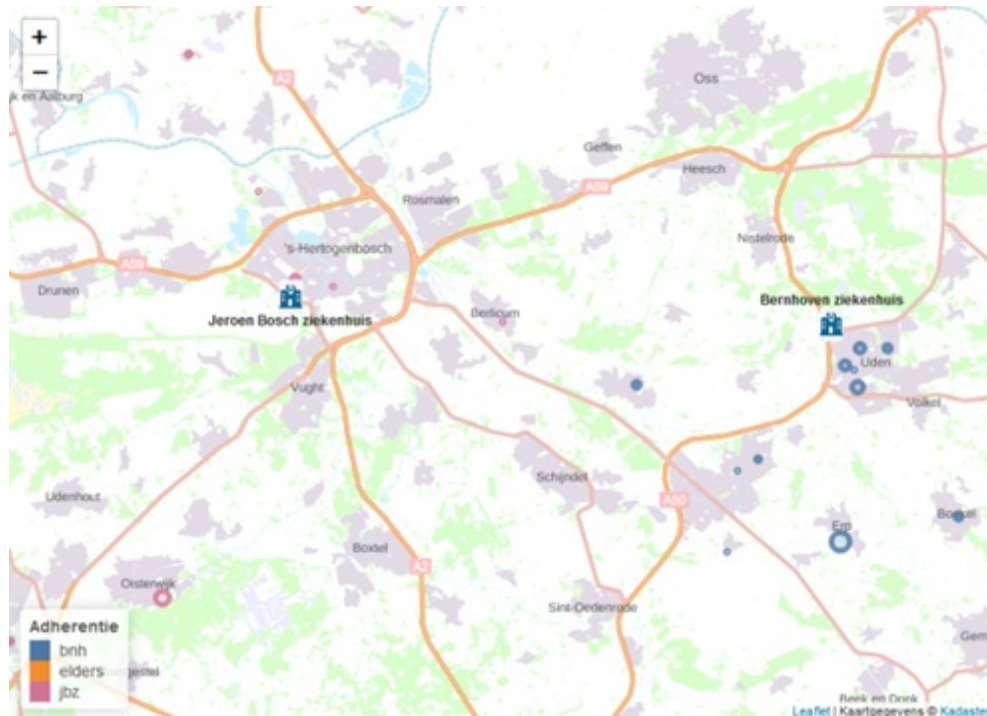 +
−
k en Aalburg
A2
Oss
Geffen
Heesch
A59
Rosmalen
's-Hertogenbosch
Nistelrode
A59
Drunen
Bernhoven ziekenhuis
Jeroen Bosch ziekenhuis
Berlicum
Uden
Vught
Volkel
Schijndel
Udenhout
A50
Erp
Boxtel
A2
Oisterwijk
Sint-Oedenrode
Gem
Adherentie
bnh
elders
jbz
Beek en Donk
Leaflet | Kaartgegevens © Kadaster